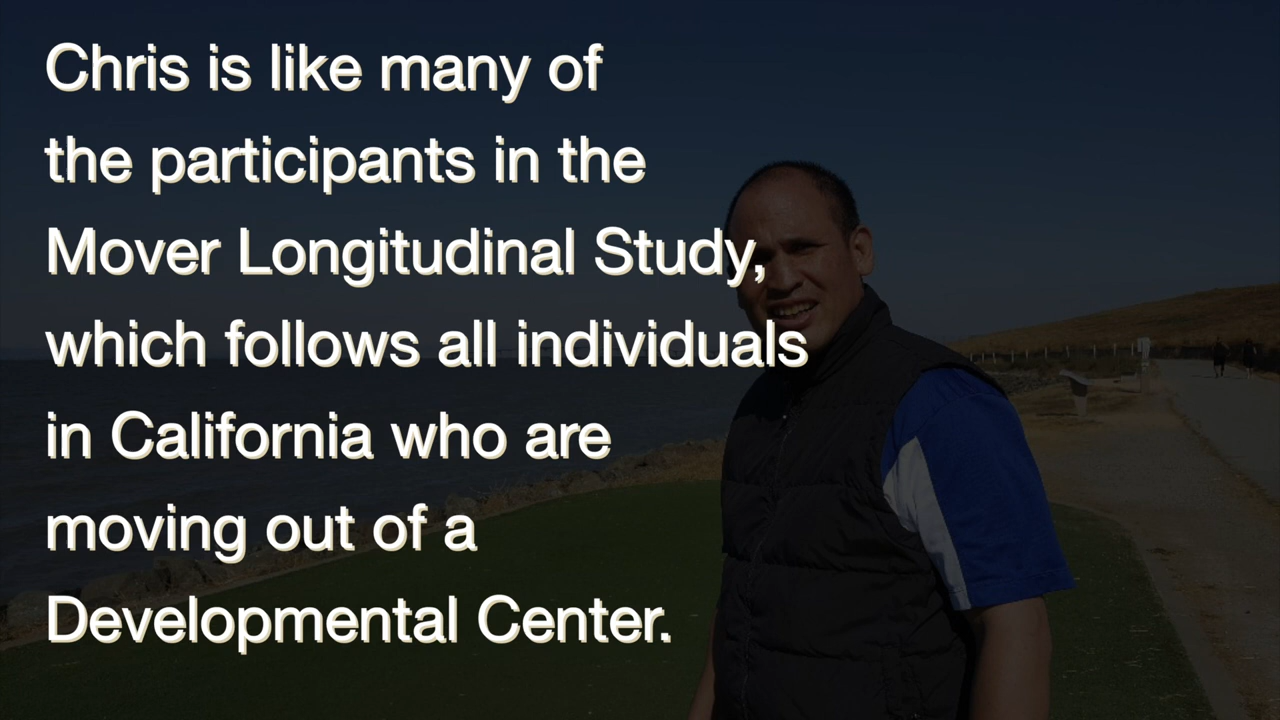 Chris is like many of
the participants in the
Mover Longitudinal Study,
which follows all individuals
in California who are
moving out of a
Developmental Center.